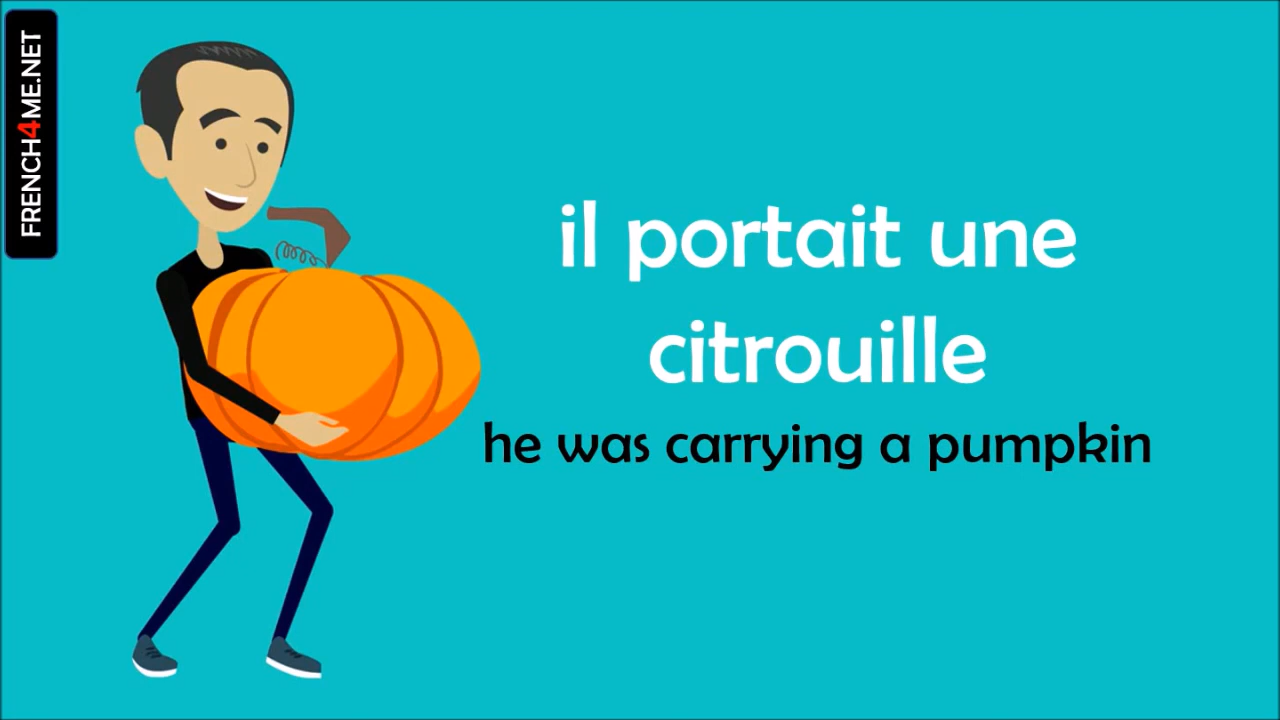 FRENCH4ME.NET
il portait une
citrouille
he was carrying a pumpkin